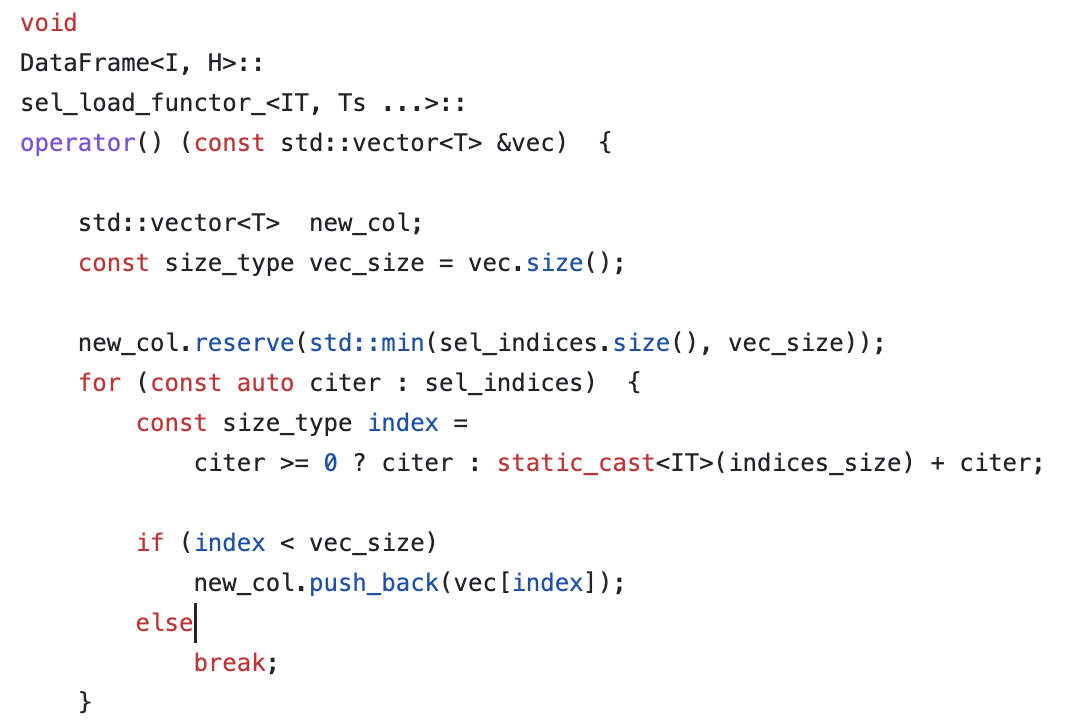 void
DataFrame<I, H>::
sel_load_functor_<IT, Ts ...>::
operator() (const std::vector<T> &vec)  {
    std::vector<T>  new_col;
    const size_type vec_size = vec.size();
    new_col.reserve(std::min(sel_indices.size(), vec_size));
    for (const auto citer : sel_indices)  {
        const size_type index =
            citer >= 0 ? citer : static_cast<IT>(indices_size) + citer;
        if (index < vec_size)
            new_col.push_back(vec[index]);
        else
            break;
    }